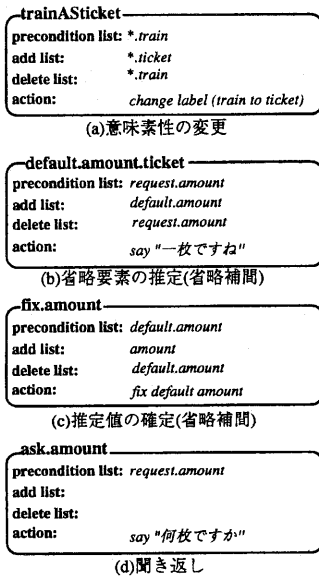 trainASticket
precondition list: *.train
add list: *.ticket
delete list: *.train
action: change label (train to ticket)
(a)意味素性の変更
default.amount.ticket
precondition list: request.amount
add list: default.amount
delete list: request.amount
action: say "一枚ですね"
(b)省略要素の推定(省略補間)
fix.amount
precondition list: default.amount
add list: amount
delete list: default.amount
action: fix default amount
(c)推定値の確定(省略補間)
ask.amount
precondition list: request.amount
add list:
delete list:
action: say "何枚ですか"
(d)聞き返し